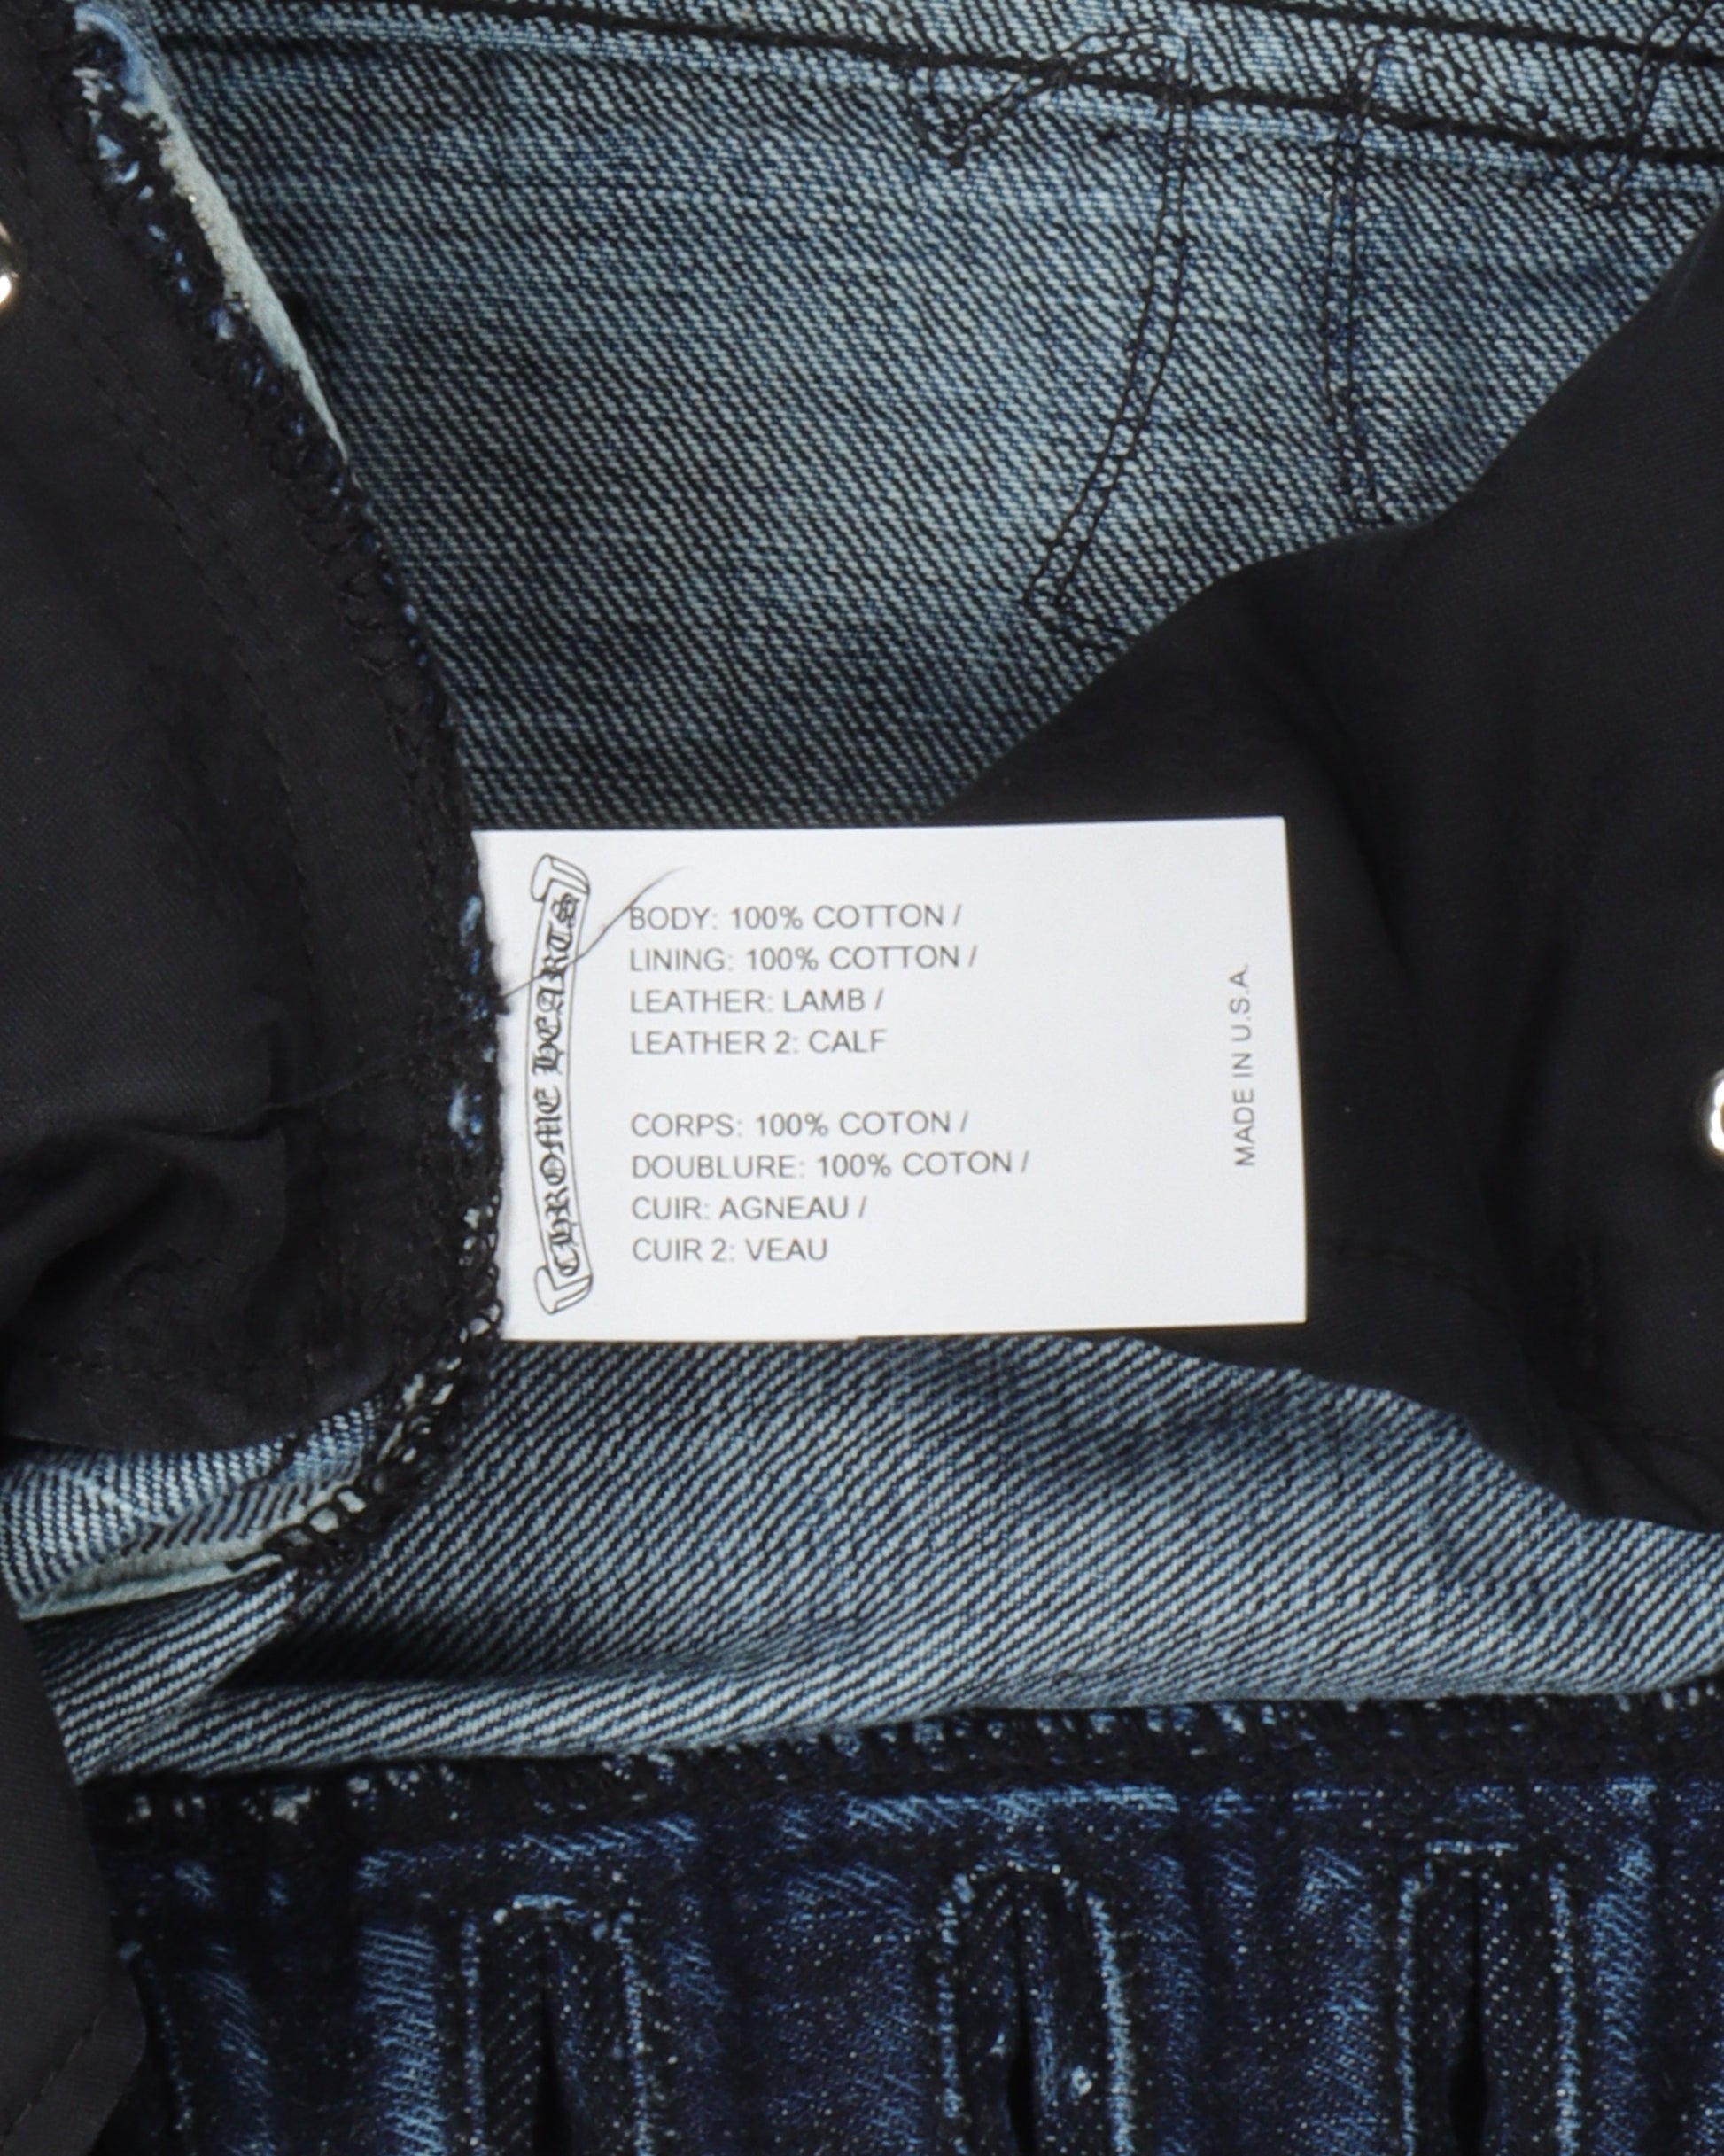 CHROME HEARTS
BODY: 100% COTTON /
LINING: 100% COTTON /
LEATHER: LAMB /
LEATHER 2: CALF
CORPS: 100% COTON /
DOUBLURE: 100% COTON /
CUIR: AGNEAU /
CUIR 2: VEAU
MADE IN U.S.A.